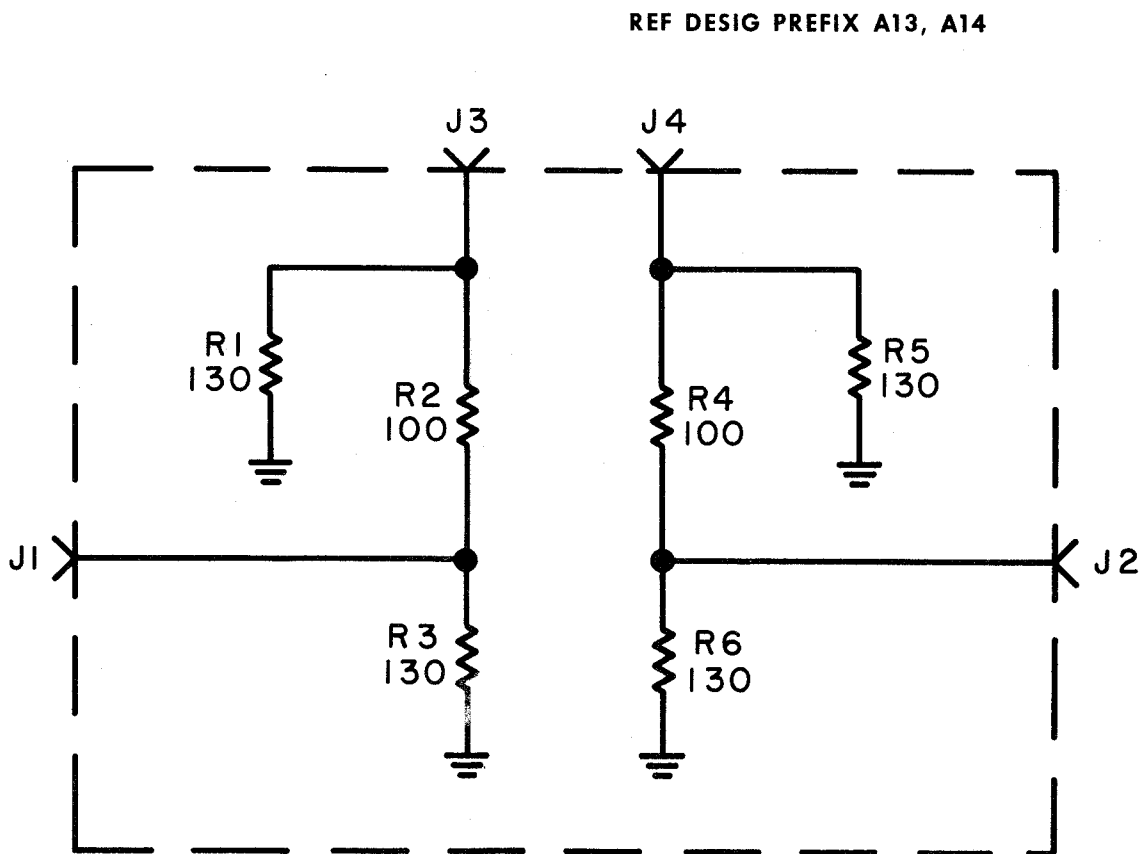 REF DESIG PREFIX A13, A14
J3
J4
R1
130
R2
100
R4
100
R5
130
J1
J2
R3
130
R6
130